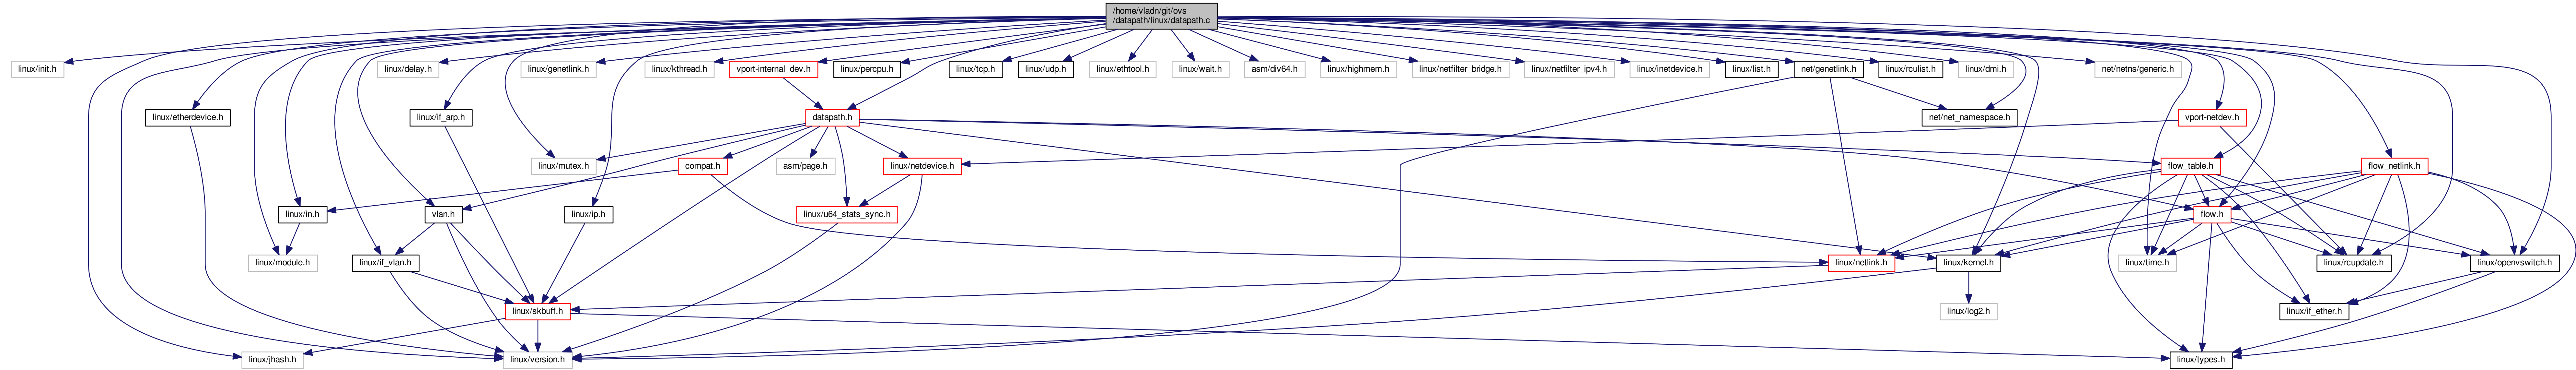 /home/vladn/git/ovs
/datapath/linux/datapath.c
linux/init.h
linux/delay.h
linux/genetlink.h
linux/kthread.h
vport-internal_dev.h
linux/percpu.h
linux/tcp.h
linux/udp.h
linux/ethtool.h
linux/wait.h
asm/div64.h
linux/highmem.h
linux/netfilter_bridge.h
linux/netfilter_ipv4.h
linux/inetdevice.h
linux/list.h
net/genetlink.h
linux/rculist.h
linux/dmi.h
net/netns/generic.h
linux/etherdevice.h
linux/if_arp.h
datapath.h
net/net_namespace.h
vport-netdev.h
linux/mutex.h
compat.h
asm/page.h
linux/netdevice.h
flow_table.h
flow_netlink.h
linux/in.h
vlan.h
linux/ip.h
linux/u64_stats_sync.h
flow.h
linux/module.h
linux/if_vlan.h
linux/netlink.h
linux/kernel.h
linux/time.h
linux/rcupdate.h
linux/openvswitch.h
linux/skbuff.h
linux/log2.h
linux/if_ether.h
linux/jhash.h
linux/version.h
linux/types.h